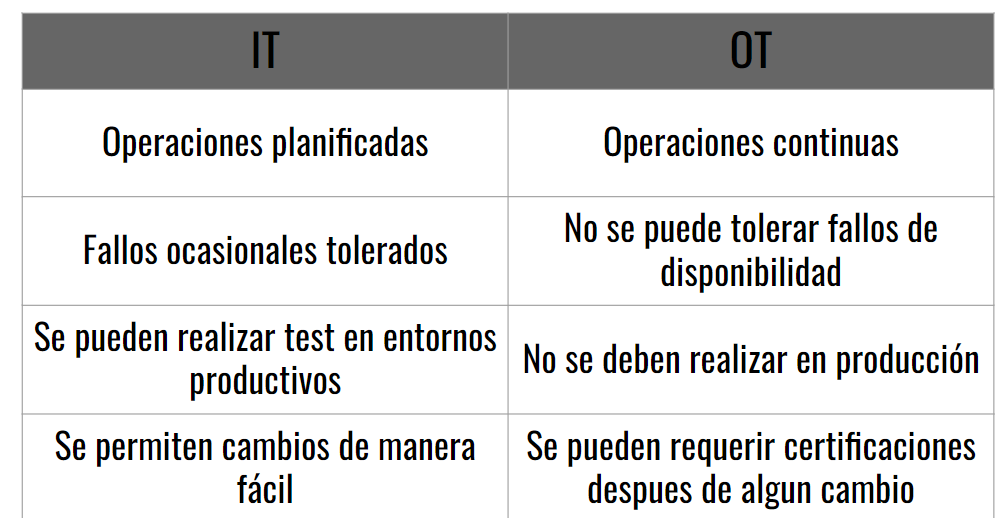 IT
OT
Operaciones planificadas
Operaciones continuas
Fallos ocasionales tolerados
No se puede tolerar fallos de
disponibilidad
Se pueden realizar test en entornos
productivos
No se deben realizar en producción
Se permiten cambios de manera
fácil
Se pueden requerir certificaciones
despues de algun cambio